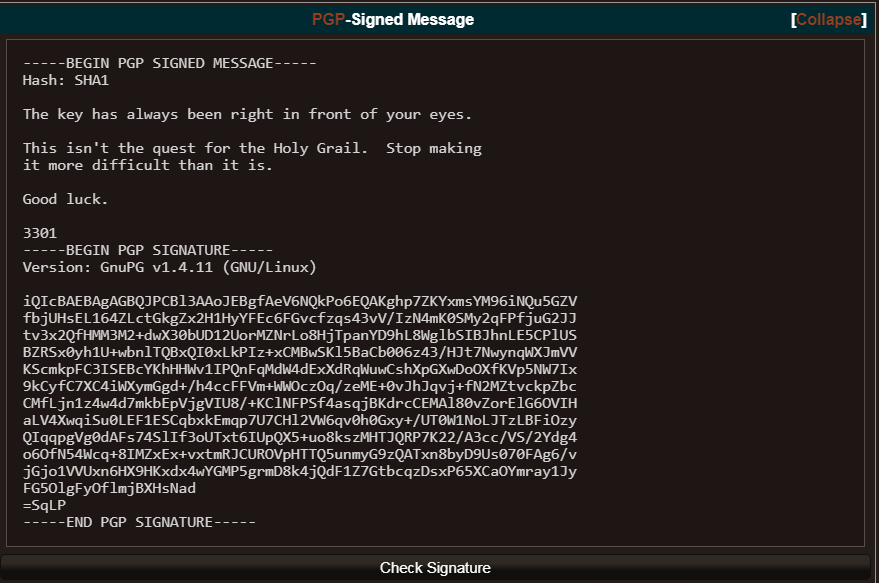 PGP-Signed Message [Collapse]
-----BEGIN PGP SIGNED MESSAGE-----
Hash: SHA1
The key has always been right in front of your eyes.
This isn't the quest for the Holy Grail.  Stop making
it more difficult than it is.
Good luck.
3301
-----BEGIN PGP SIGNATURE-----
Version: GnuPG v1.4.11 (GNU/Linux)
iQIcBAEBAgAGBQJPCBl3AAoJEBgfAeV6NQkPo6EQAKghp7ZKYxmsYM96iNQu5GZV
fbjUHsEL164ZLctGkgZx2H1HyYFEc6FGvcfzqs43vV/IzN4mK0SMy2qFPfjuG2JJ
tv3x2QfHMM3M2+dwX30bUD12UorMZNrLo8HjTpanYD9hL8WglbSIBJhnLE5CPlUS
BZRSx0yh1U+wbnlTQBxQI0xLkPIz+xCMBwSKl5BaCb006z43/HJt7NwynqWXJmVV
KScmkpFC3ISEBcYKhHHWv1IPQnFqMdW4dExXdRqWuwCshXpGXwDoOXfKVp5NW7Ix
9kCyfC7XC4iWXymGgd+/h4ccFFVm+WWOczOq/zeME+0vJhJqvj+fN2MZtvckpZbc
CMfLjn1z4w4d7mkbEpVjgVIU8/+KClNFPSf4asqjBKdrcCEMAl80vZorElG6OVIH
aLV4XwqiSu0LEF1ESCqbxkEmqp7U7CHl2VW6qv0h0Gxy+/UT0W1NoLJTzLBFiOzy
QIqqpgVg0dAFs74SlIf3oUTxt6IUpQX5+uo8kszMHTJQRP7K22/A3cc/VS/2Ydg4
o6OfN54Wcq+8IMZxEx+vxtmRJCUROVpHTTQ5unmyG9zQATxn8byD9Us070FAg6/v
jGjo1VVUxn6HX9HKxdx4wYGMP5grmD8k4jQdF1Z7GtbcqzDsxP65XCaOYmray1Jy
FG5OlgFyOflmjBXHsNad
=SqLP
-----END PGP SIGNATURE-----
Check Signature